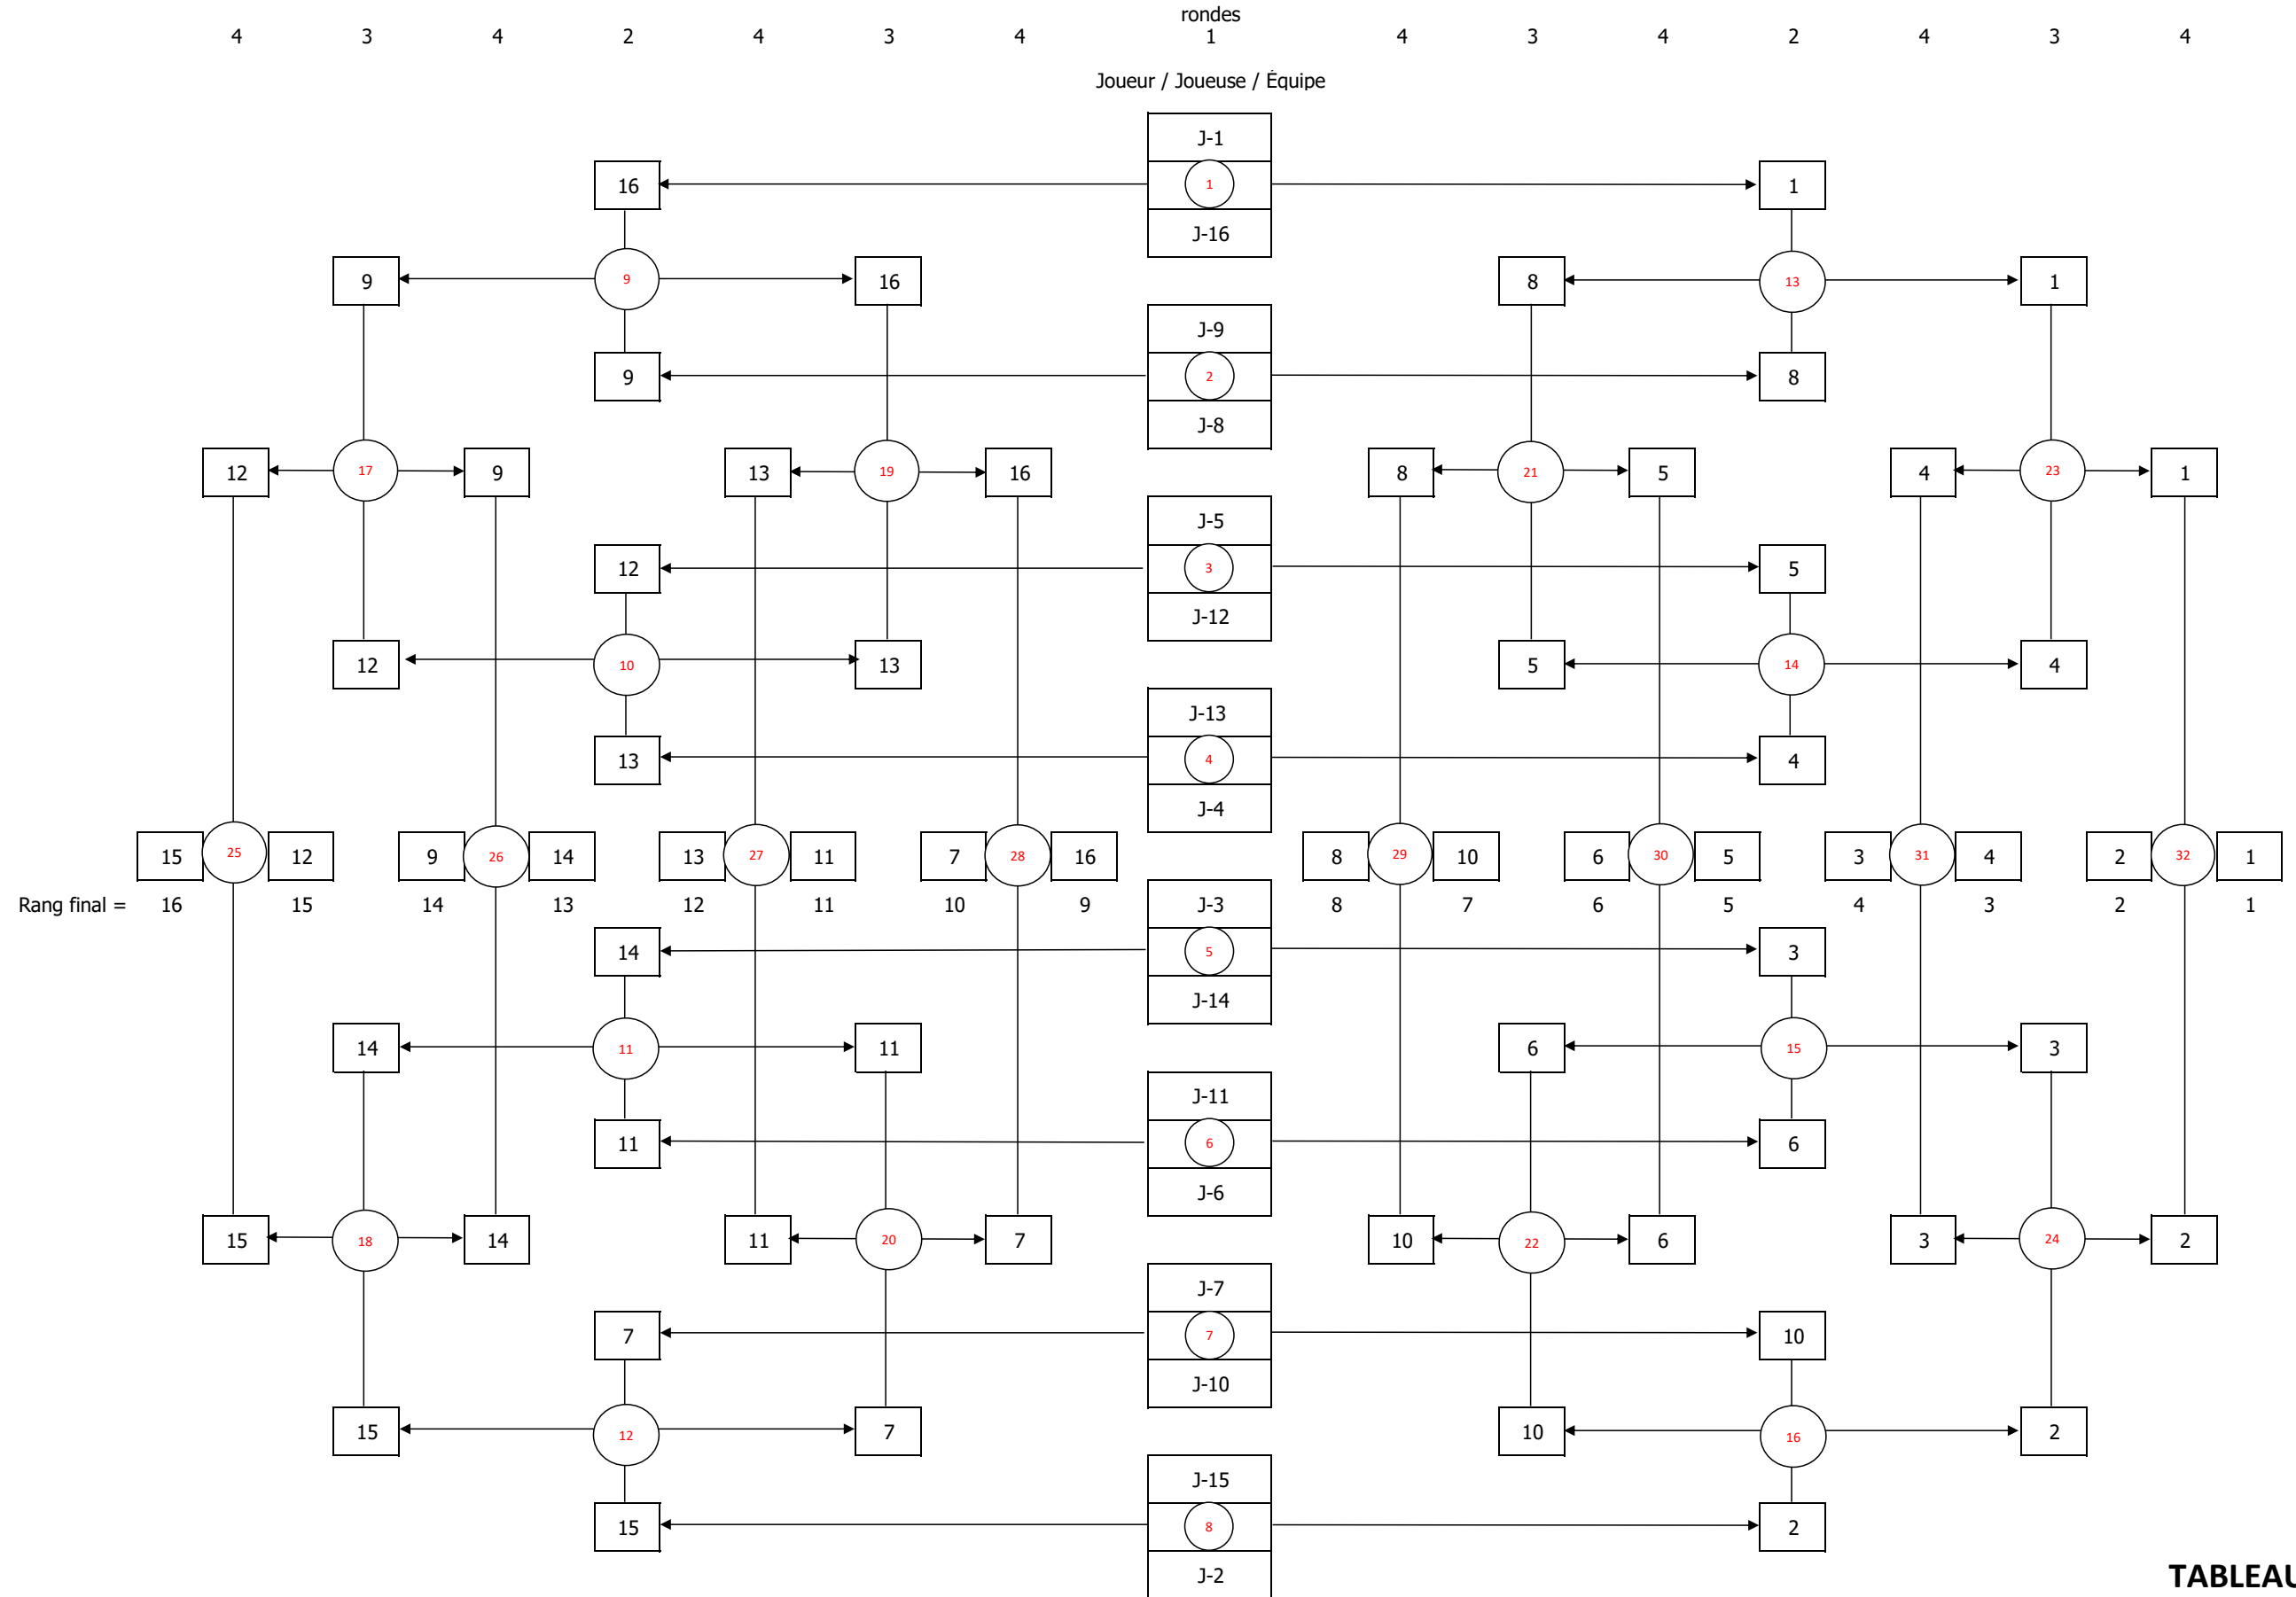 rondes
4 3 4 2 4 3 4 1 4 3 4 2 4 3 4
Joueur / Joueuse / Équipe
J-1
16 1 1
J-16
9 9 16 8 13 1
J-9
9 2 8
J-8
12 17 9 13 19 16 8 21 5 4 23 1
J-5
12 3 5
J-12
12 10 13 5 14 4
J-13
13 4 4
J-4
15 25 12 9 26 14 13 27 11 7 28 16 8 29 10 6 30 5 3 31 4 2 32 1
Rang final = 16 15 14 13 12 11 10 9 J-3 8 7 6 5 4 3 2 1
14 5 3
J-14
14 11 11 6 15 3
J-11
11 6 6
J-6
15 18 14 11 20 7 10 22 6 3 24 2
J-7
7 7 10
J-10
15 12 7 10 16 2
J-15
15 8 2
J-2
TABLEAU